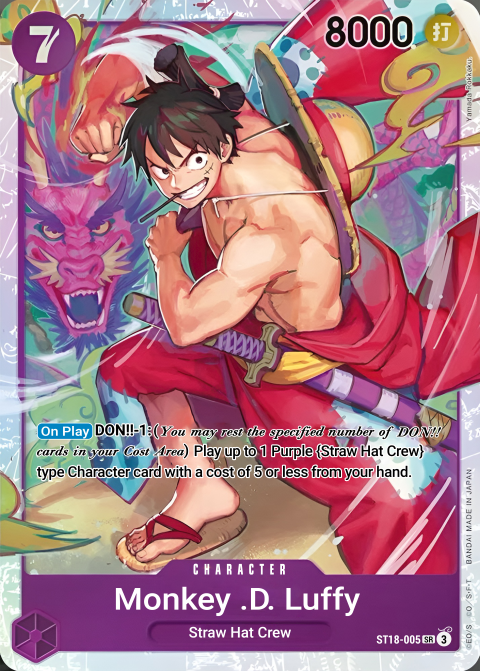 7
8000
打
Yamada Rokkaku
On Play DON!!-1:(You may rest the specified number of DON!!
cards in your Cost Area) Play up to 1 Purple {Straw Hat Crew}
type Character card with a cost of 5 or less from your hand.
©E.O/S ©O/S·F·T BANDAI MADE IN JAPAN
CHARACTER
Monkey .D. Luffy
Straw Hat Crew
ST18-005 SR 3